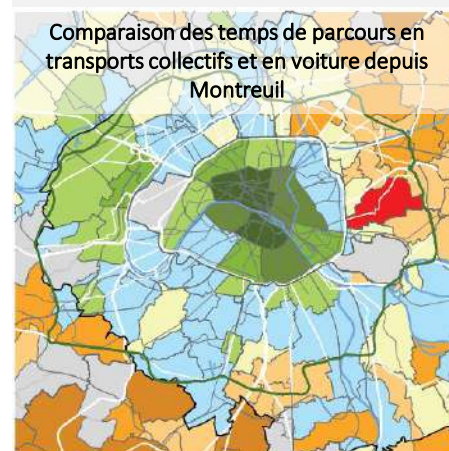 Comparaison des temps de parcours en
transports collectifs et en voiture depuis
Montreuil